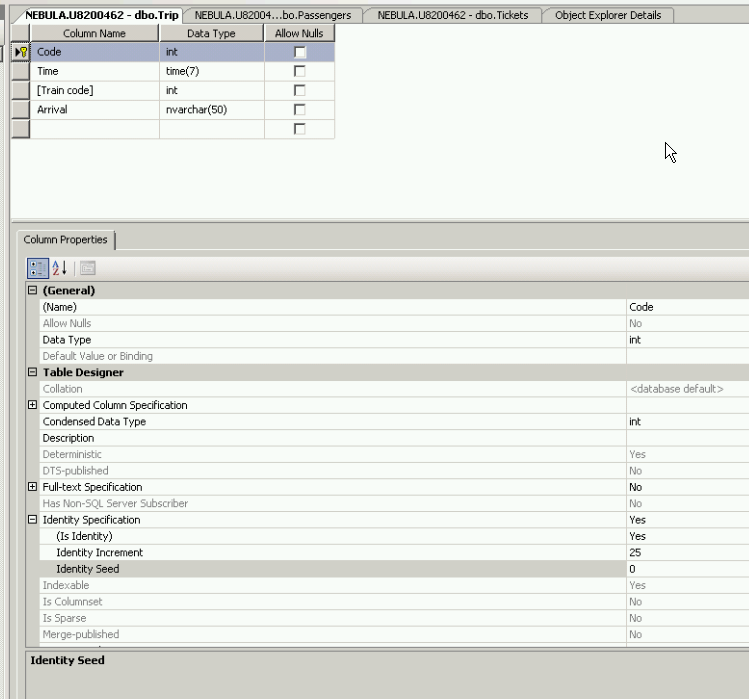 NEBULA.U8200462 - dbo.Trip NEBULA.U82004...bo.Passengers NEBULA.U8200462 - dbo.Tickets Object Explorer Details
Column Name Data Type Allow Nulls
Code int
Time time(7)
[Train code] int
Arrival nvarchar(50)
Column Properties
(General)
(Name) Code
Allow Nulls No
Data Type int
Default Value or Binding
Table Designer
Collation <database default>
Computed Column Specification
Condensed Data Type int
Description
Deterministic Yes
DTS-published No
Full-text Specification No
Has Non-SQL Server Subscriber No
Identity Specification Yes
(Is Identity) Yes
Identity Increment 25
Identity Seed 0
Indexable Yes
Is Columnset No
Is Sparse No
Merge-published No
Identity Seed